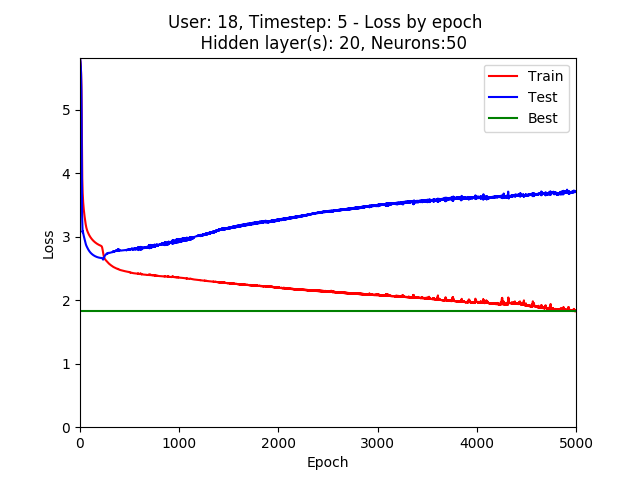 User: 18, Timestep: 5 - Loss by epoch
Hidden layer(s): 20, Neurons:50
Train
Test
Best
5
4
3
2
1
0
Loss
0 1000 2000 3000 4000 5000
Epoch